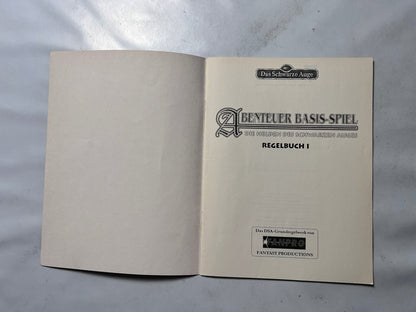 Das Schwarze Auge
ABENTEUER BASIS-SPIEL
DIE HELDEN DES SCHWARZEN AUGES
REGELBUCH I
Das DSA-Grundregelwerk von
FANPRO
FANTASY PRODUCTIONS